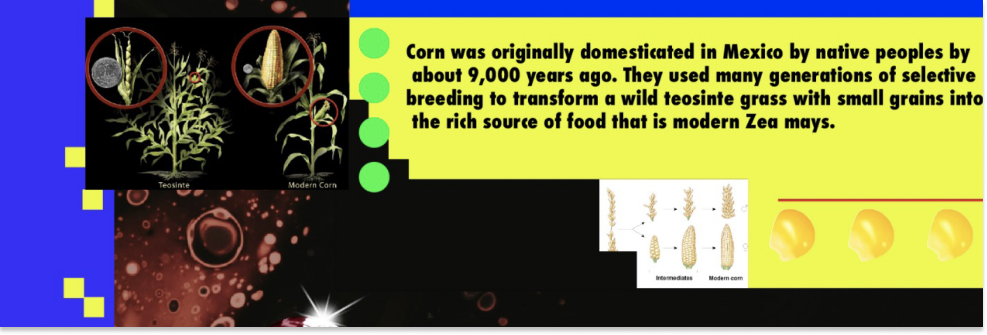 Corn was originally domesticated in Mexico by native peoples by
about 9,000 years ago. They used many generations of selective
breeding to transform a wild teosinte grass with small grains into
the rich source of food that is modern Zea mays.
Teosinte
Modern Corn
Intermediates
Modern corn